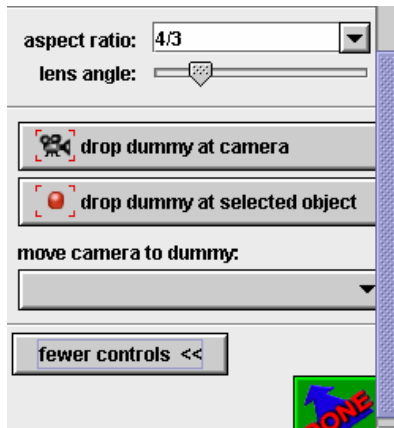 aspect ratio: 4/3
lens angle:
drop dummy at camera
drop dummy at selected object
move camera to dummy:
fewer controls <<
DONE